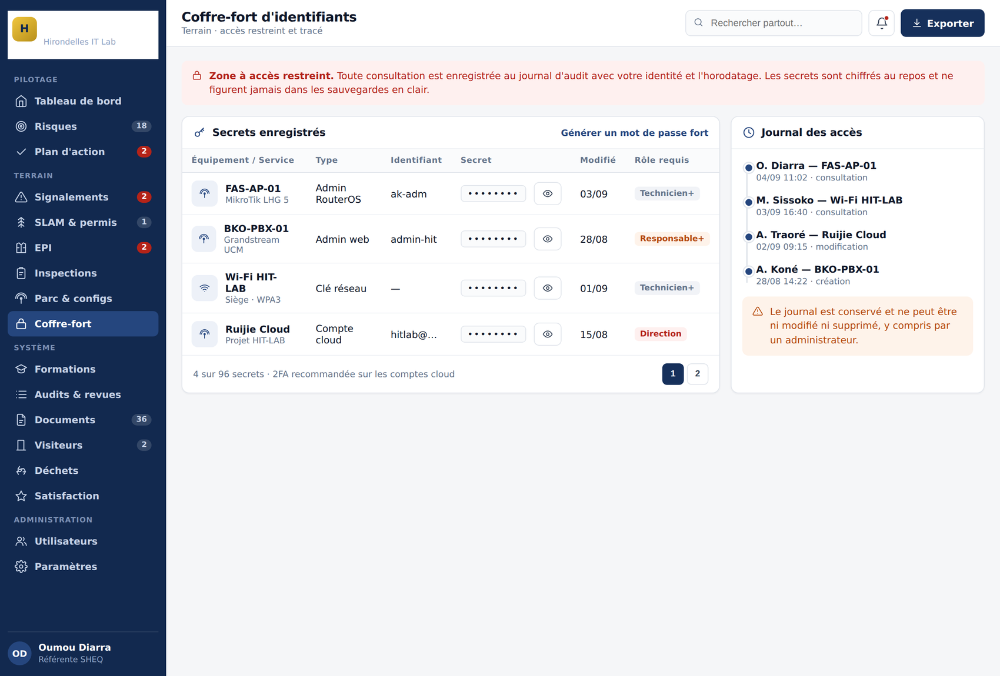 H
Hirondelles IT Lab
PILOTAGE
Tableau de bord
Risques 18
Plan d'action 2
TERRAIN
Signalements 2
SLAM & permis 1
EPI 2
Inspections
Parc & configs
Coffre-fort
SYSTÈME
Formations
Audits & revues
Documents 36
Visiteurs 2
Déchets
Satisfaction
ADMINISTRATION
Utilisateurs
Paramètres
OD
Oumou Diarra
Référente SHEQ
Coffre-fort d'identifiants
Terrain · accès restreint et tracé
Rechercher partout…
Exporter
Zone à accès restreint. Toute consultation est enregistrée au journal d'audit avec votre identité et l'horodatage. Les secrets sont chiffrés au repos et ne
figurent jamais dans les sauvegardes en clair.
Secrets enregistrés
Générer un mot de passe fort
Équipement / Service Type Identifiant Secret Modifié Rôle requis
FAS-AP-01
MikroTik LHG 5
Admin
RouterOS
ak-adm
••••••••
03/09
Technicien+
BKO-PBX-01
Grandstream
UCM
Admin web
admin-hit
••••••••
28/08
Responsable+
Wi-Fi HIT-
LAB
Siège · WPA3
Clé réseau
—
••••••••
01/09
Technicien+
Ruijie Cloud
Projet HIT-LAB
Compte
cloud
hitlab@…
••••••••
15/08
Direction
4 sur 96 secrets · 2FA recommandée sur les comptes cloud
1 2
Journal des accès
O. Diarra — FAS-AP-01
04/09 11:02 · consultation
M. Sissoko — Wi-Fi HIT-LAB
03/09 16:40 · consultation
A. Traoré — Ruijie Cloud
02/09 09:15 · modification
A. Koné — BKO-PBX-01
28/08 14:22 · création
Le journal est conservé et ne peut être
ni modifié ni supprimé, y compris par
un administrateur.